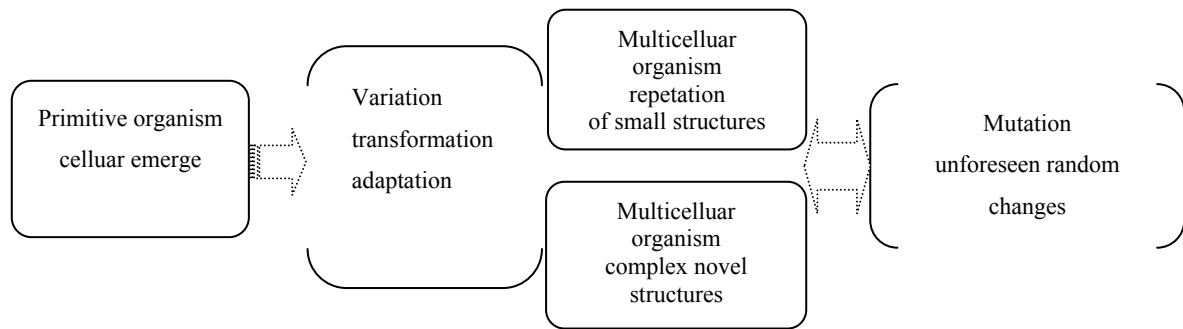 Primitive organism
celluar emerge
Variation
transformation
adaptation
Multicelluar
organism
repetation
of small structures
Multicelluar
organism
complex novel
structures
Mutation
unforeseen random
changes